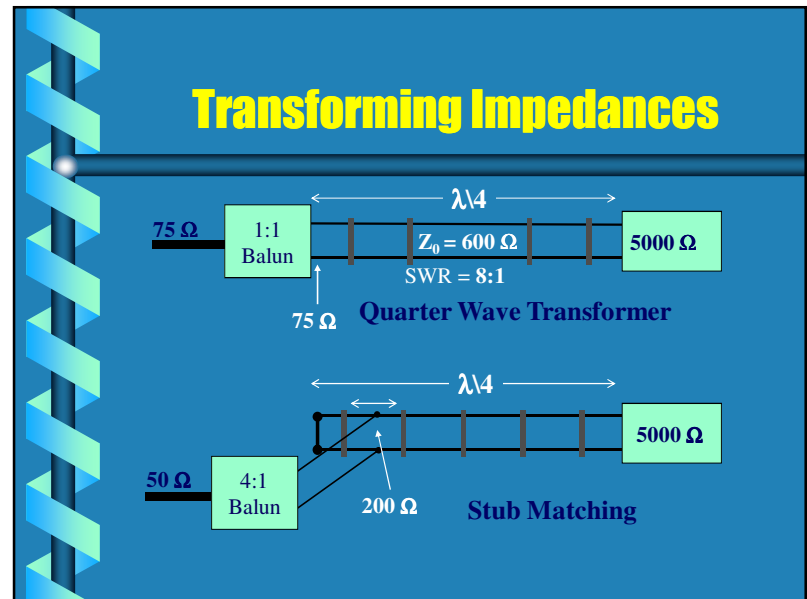 Transforming Impedances
λ\4
75 Ω
1:1
Balun
Z₀ = 600 Ω
5000 Ω
SWR = 8:1
75 Ω
Quarter Wave Transformer
λ\4
5000 Ω
50 Ω
4:1
Balun
200 Ω
Stub Matching